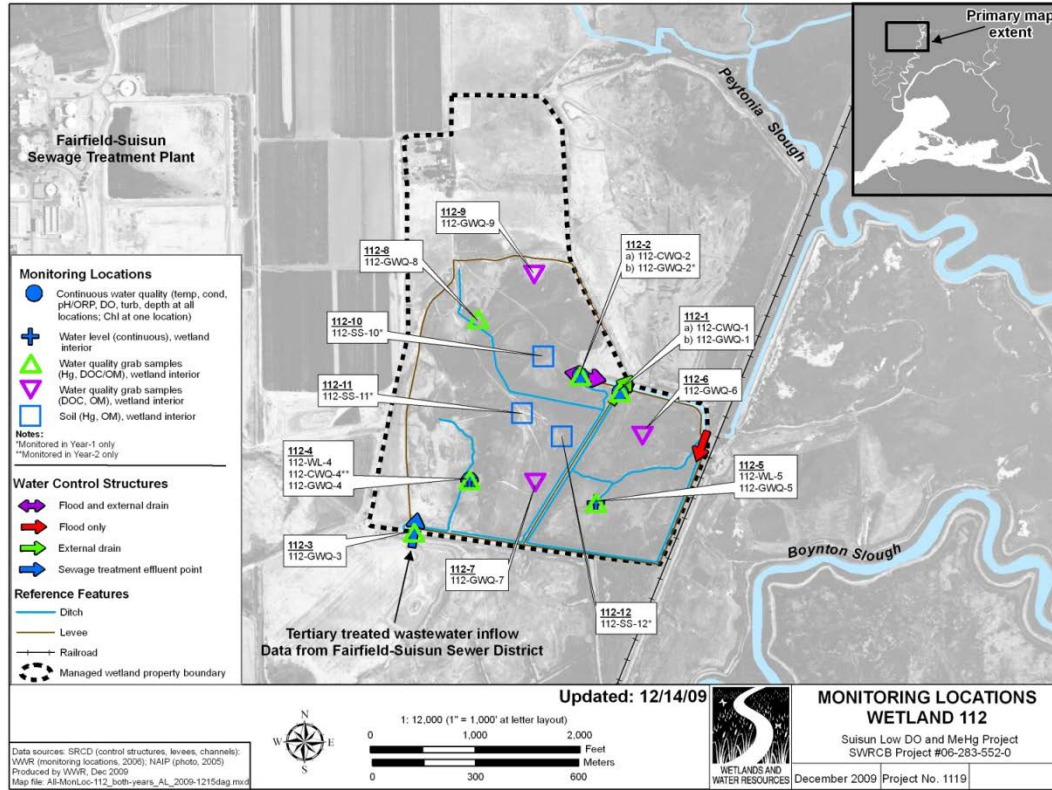 Primary map
extent
Peytonia Slough
Fairfield-Suisun
Sewage Treatment Plant
112-9
112-GWQ-9
112-8
112-GWQ-8
112-2
a) 112-CWQ-2
b) 112-GWQ-2*
112-10
112-SS-10*
112-1
a) 112-CWQ-1
b) 112-GWQ-1
112-11
112-SS-11*
112-6
112-GWQ-6
112-4
112-WL-4
112-CWQ-4**
112-GWQ-4
112-5
112-WL-5
112-GWQ-5
112-3
112-GWQ-3
112-7
112-GWQ-7
112-12
112-SS-12*
Boynton Slough
Tertiary treated wastewater inflow
Data from Fairfield-Suisun Sewer District
Monitoring Locations
Continuous water quality (temp, cond,
pH/ORP, DO, turb, depth at all
locations; Chl at one location)
Water level (continuous), wetland
interior
Water quality grab samples
(Hg, DOC/OM), wetland interior
Water quality grab samples
(DOC, OM), wetland interior
Soil (Hg, OM), wetland interior
Notes:
*Monitored in Year-1 only
**Monitored in Year-2 only
Water Control Structures
Flood and external drain
Flood only
External drain
Sewage treatment effluent point
Reference Features
Ditch
Levee
Railroad
Managed wetland property boundary
Data sources: SRCD (control structures, levees, channels):
WWR (monitoring locations, 2006); NAIP (photo, 2005)
Produced by WWR, Dec 2009
Map file: All-MonLoc-112_both-years_AL_2009-1215dag.mxd
N
W E
S
Updated: 12/14/09
1: 12,000 (1" = 1,000' at letter layout)
0 1,000 2,000
Feet
Meters
0 300 600
WETLANDS AND
WATER RESOURCES
MONITORING LOCATIONS
WETLAND 112
Suisun Low DO and MeHg Project
SWRCB Project #06-283-552-0
December 2009 Project No. 1119